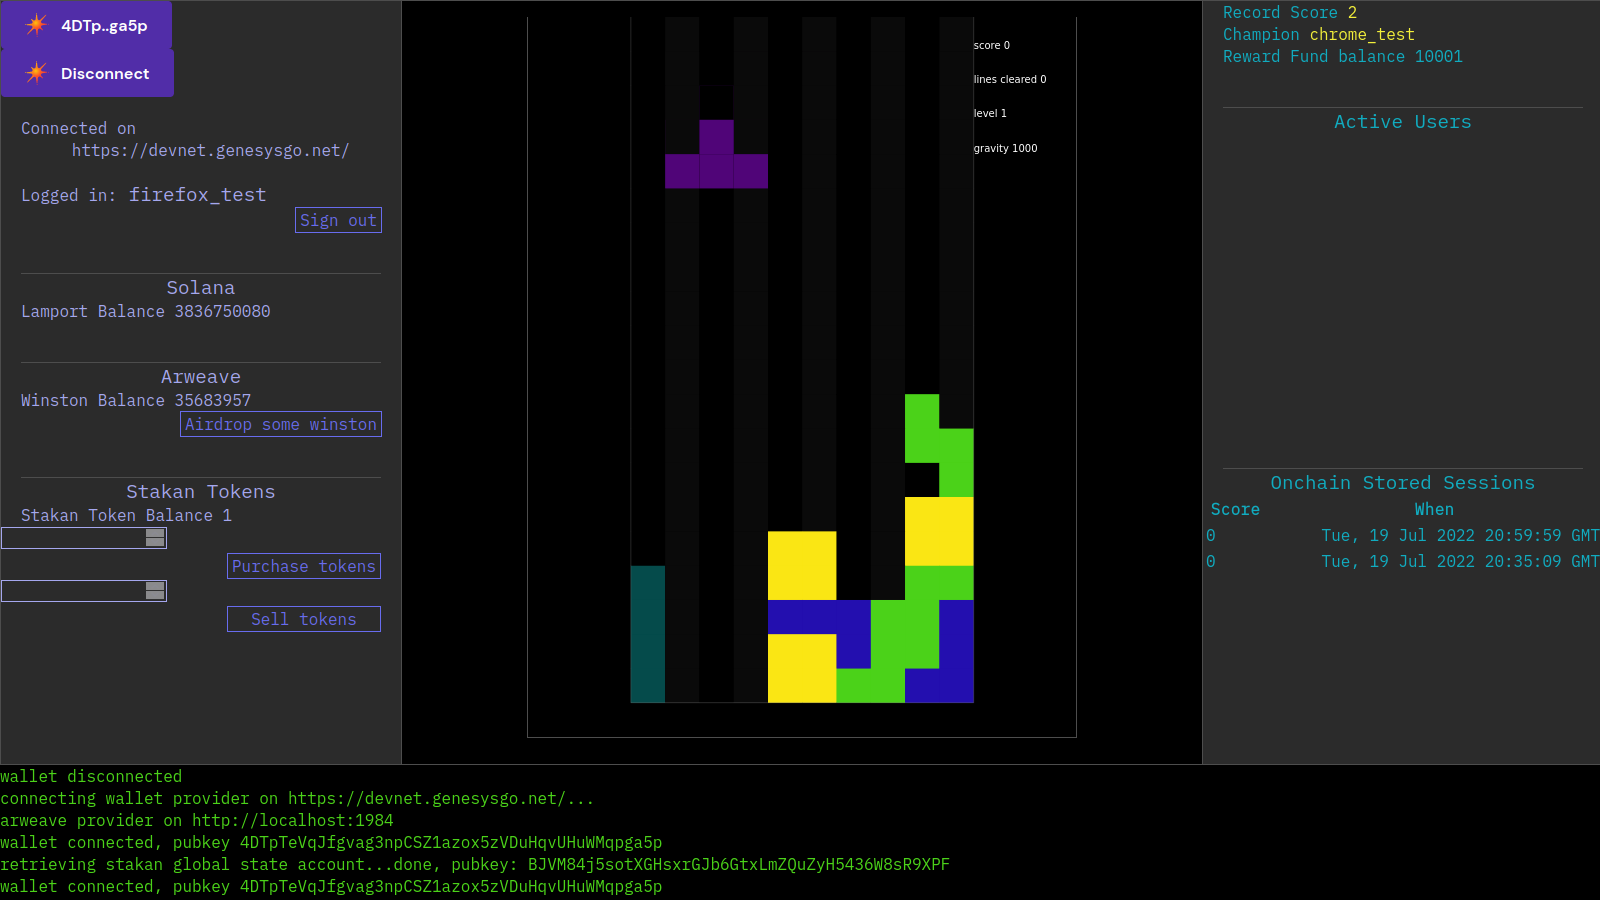 4DTp..ga5p
Disconnect
Connected on
https://devnet.genesysgo.net/
Logged in: firefox_test
Sign out
Solana
Lamport Balance 3836750080
Arweave
Winston Balance 35683957
Airdrop some winston
Stakan Tokens
Stakan Token Balance 1
Purchase tokens
Sell tokens
score 0
lines cleared 0
level 1
gravity 1000
Record Score 2
Champion chrome_test
Reward Fund balance 10001
Active Users
Onchain Stored Sessions
Score When
0 Tue, 19 Jul 2022 20:59:59 GMT
0 Tue, 19 Jul 2022 20:35:09 GMT
wallet disconnected
connecting wallet provider on https://devnet.genesysgo.net/...
arweave provider on http://localhost:1984
wallet connected, pubkey 4DTpTeVqJfgvag3npCSZ1azox5zVDuHqvUHuWMqpga5p
retrieving stakan global state account...done, pubkey: BJVM84j5sotXGHsxrGJb6GtxLmZQuZyH5436W8sR9XPF
wallet connected, pubkey 4DTpTeVqJfgvag3npCSZ1azox5zVDuHqvUHuWMqpga5p